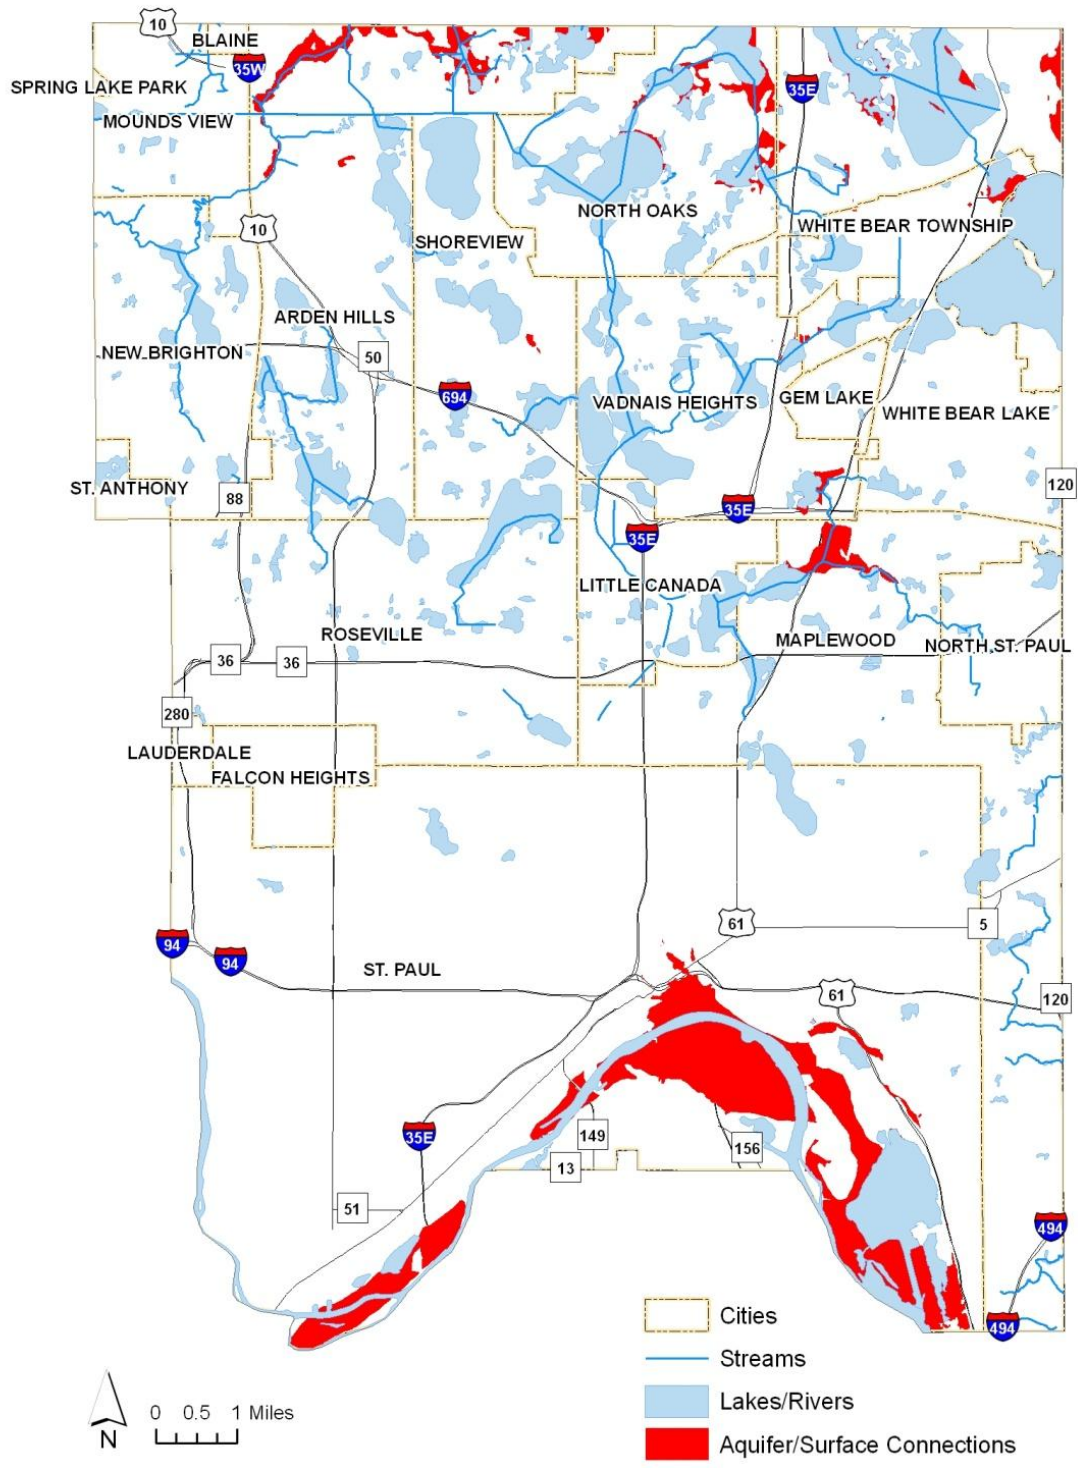 10
BLAINE
35W
35E
SPRING LAKE PARK
MOUNDS VIEW
NORTH OAKS
WHITE BEAR TOWNSHIP
10
SHOREVIEW
ARDEN HILLS
NEW BRIGHTON
50
694
VADNAIS HEIGHTS
GEM LAKE
WHITE BEAR LAKE
ST. ANTHONY
88
120
35E
35E
LITTLE CANADA
ROSEVILLE
MAPLEWOOD
NORTH ST. PAUL
36
36
280
LAUDERDALE
FALCON HEIGHTS
61
5
94
94
ST. PAUL
61
120
35E
149
156
13
51
494
494
Cities
Streams
Lakes/Rivers
Aquifer/Surface Connections
N
0 0.5 1 Miles